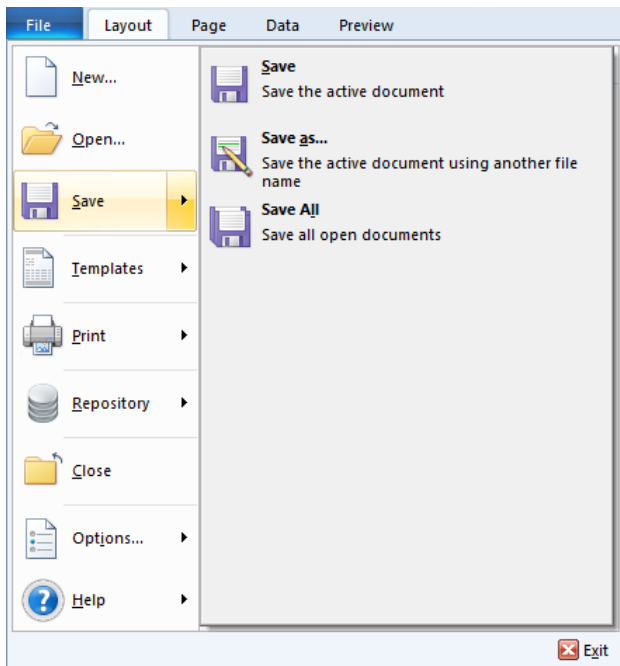 File Layout Page Data Preview
New...
Open...
Save
Templates
Print
Repository
Close
Options...
Help
Save
Save the active document
Save as...
Save the active document using another file
name
Save All
Save all open documents
Exit